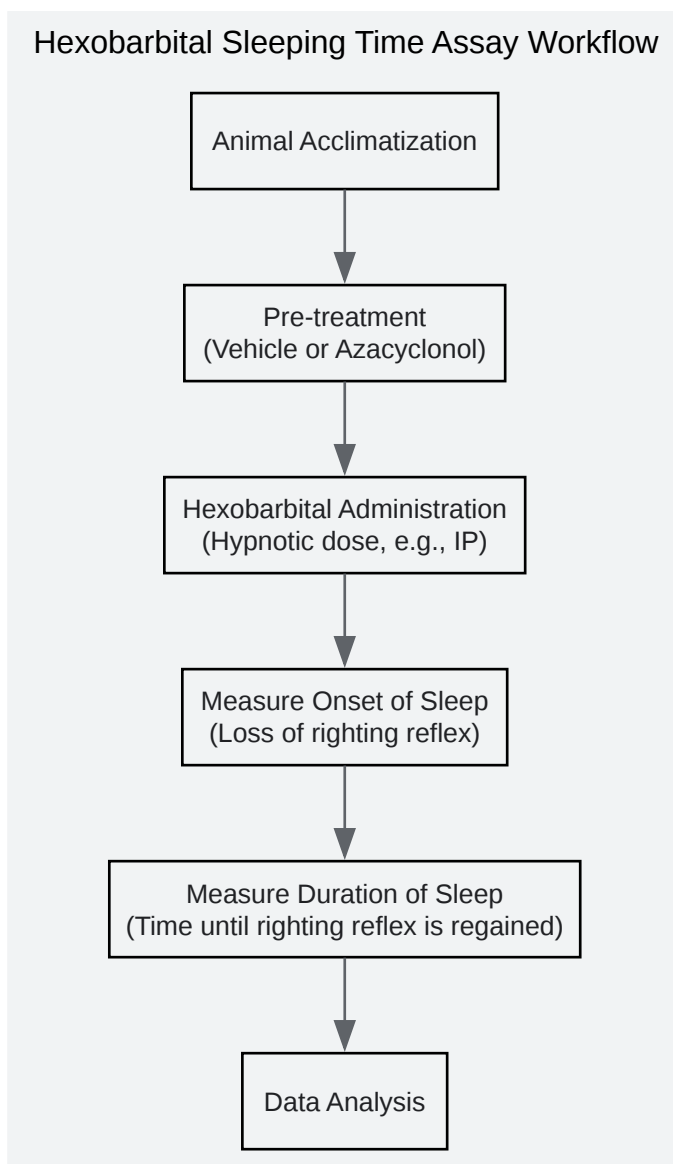 Hexobarbital Sleeping Time Assay Workflow
Animal Acclimatization
Pre-treatment
(Vehicle or Azacyclonol)
Hexobarbital Administration
(Hypnotic dose, e.g., IP)
Measure Onset of Sleep
(Loss of righting reflex)
Measure Duration of Sleep
(Time until righting reflex is regained)
Data Analysis